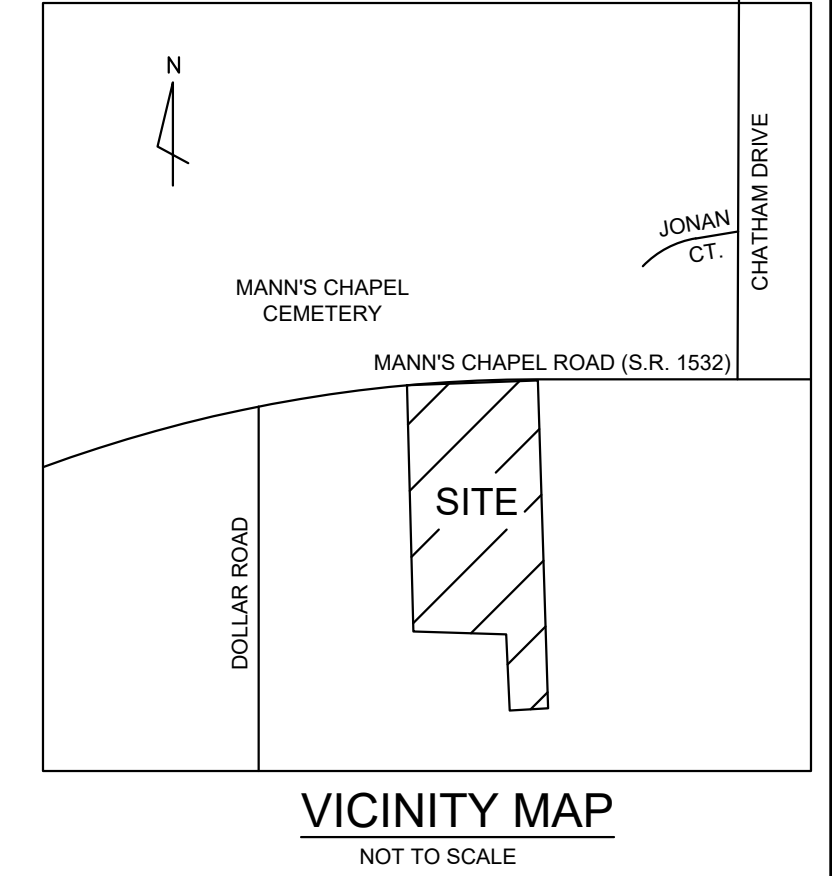 N
JONAN
CT.
CHATHAM DRIVE
MANN'S CHAPEL
CEMETERY
MANN'S CHAPEL ROAD (S.R. 1532)
SITE
DOLLAR ROAD
VICINITY MAP
NOT TO SCALE